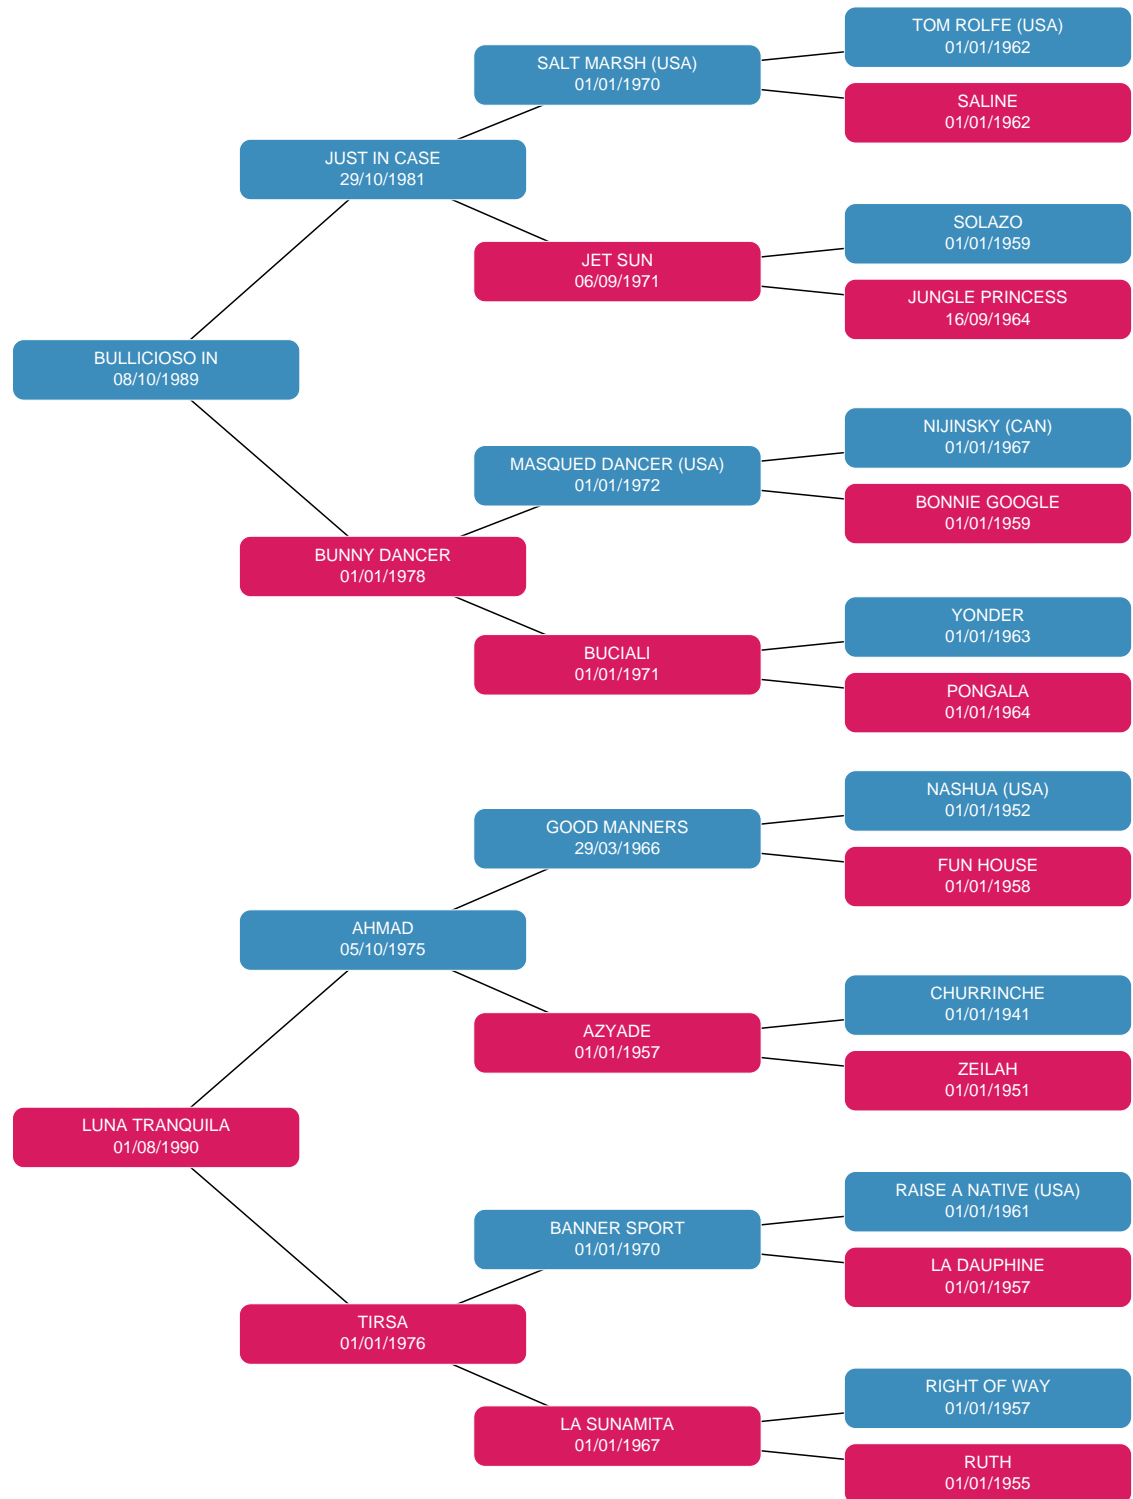 TOM ROLFE (USA)
01/01/1962
SALT MARSH (USA)
01/01/1970
SALINE
01/01/1962
JUST IN CASE
29/10/1981
SOLAZO
01/01/1959
JET SUN
06/09/1971
JUNGLE PRINCESS
16/09/1964
BULLICIOSO IN
08/10/1989
NIJINSKY (CAN)
01/01/1967
MASQUED DANCER (USA)
01/01/1972
BONNIE GOOGLE
01/01/1959
BUNNY DANCER
01/01/1978
YONDER
01/01/1963
BUCIALI
01/01/1971
PONGALA
01/01/1964
NASHUA (USA)
01/01/1952
GOOD MANNERS
29/03/1966
FUN HOUSE
01/01/1958
AHMAD
05/10/1975
CHURRINCHE
01/01/1941
AZYADE
01/01/1957
ZEILAH
01/01/1951
LUNA TRANQUILA
01/08/1990
RAISE A NATIVE (USA)
01/01/1961
BANNER SPORT
01/01/1970
LA DAUPHINE
01/01/1957
TIRSA
01/01/1976
RIGHT OF WAY
01/01/1957
LA SUNAMITA
01/01/1967
RUTH
01/01/1955